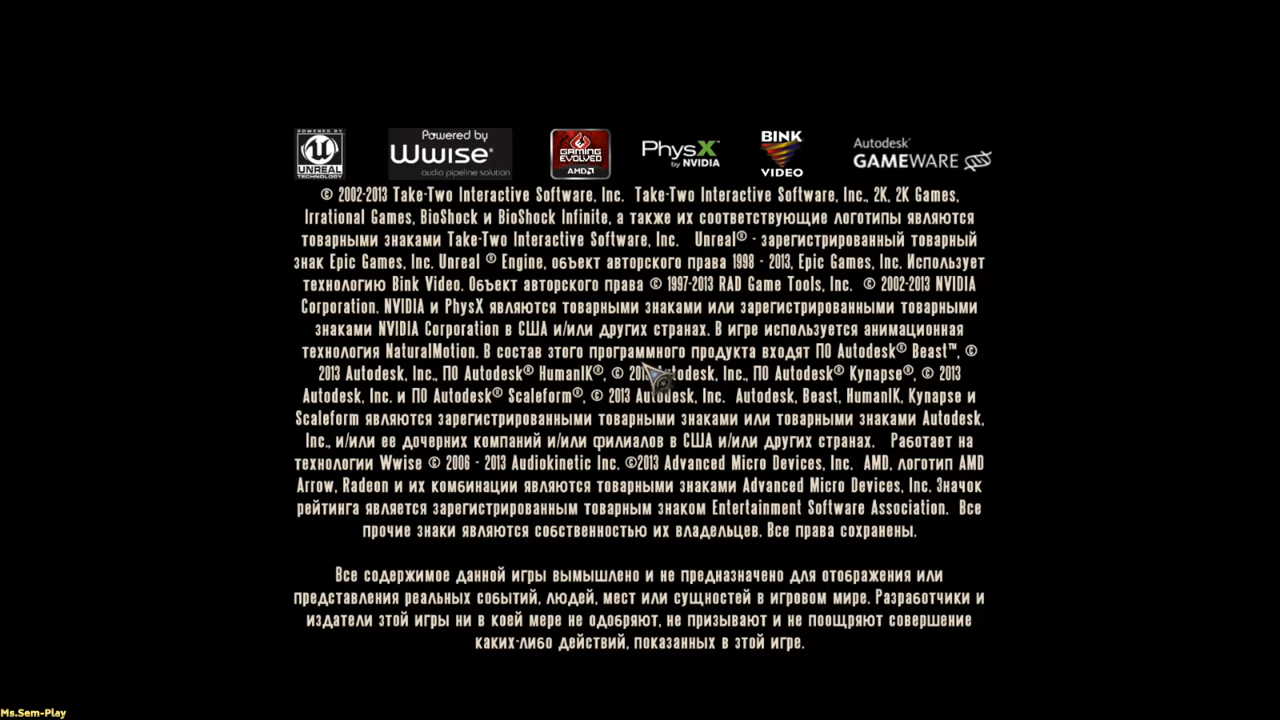 POWERED BY
UNREAL
TECHNOLOGY
Powered by
Wwise®
audio pipeline solution
GAMING
EVOLVED
AMD
PhysX
by NVIDIA
BINK
VIDEO
Autodesk®
GAMEWARE
© 2002-2013 Take-Two Interactive Software, Inc. Take-Two Interactive Software, Inc., 2K, 2K Games,
Irrational Games, BioShock и BioShock Infinite, а также их соответствующие логотипы являются
товарными знаками Take-Two Interactive Software, Inc. Unreal® - зарегистрированный товарный
знак Epic Games, Inc. Unreal ® Engine, объект авторского права 1998 - 2013, Epic Games, Inc. Использует
технологию Bink Video. Объект авторского права © 1997-2013 RAD Game Tools, Inc. © 2002-2013 NVIDIA
Corporation. NVIDIA и PhysX являются товарными знаками или зарегистрированными товарными
знаками NVIDIA Corporation в США и/или других странах. В игре используется анимационная
технология NaturalMotion. В состав этого программного продукта входят ПО Autodesk® Beast™, ©
2013 Autodesk, Inc., ПО Autodesk® HumanIK®, © Autodesk, Inc., ПО Autodesk® Kynapse®, © 2013
Autodesk, Inc. и ПО Autodesk® Scaleform®, © 2013 Autodesk, Inc. Autodesk, Beast, HumanIK, Kynapse и
Scaleform являются зарегистрированными товарными знаками или товарными знаками Autodesk,
Inc., и/или ее дочерних компаний и/или филиалов в США и/или других странах. Работает на
технологии Wwise © 2006 - 2013 Audiokinetic Inc. ©2013 Advanced Micro Devices, Inc. AMD, логотип AMD
Arrow, Radeon и их комбинации являются товарными знаками Advanced Micro Devices, Inc. Значок
рейтинга является зарегистрированным товарным знаком Entertainment Software Association. Все
прочие знаки являются собственностью их владельцев. Все права сохранены.
Все содержимое данной игры вымышлено и не предназначено для отображения или
представления реальных событий, людей, мест или сущностей в игровом мире. Разработчики и
издатели этой игры ни в коей мере не одобряют, не призывают и не поощряют совершение
каких-либо действий, показанных в этой игре.
Ms.Sem-Play